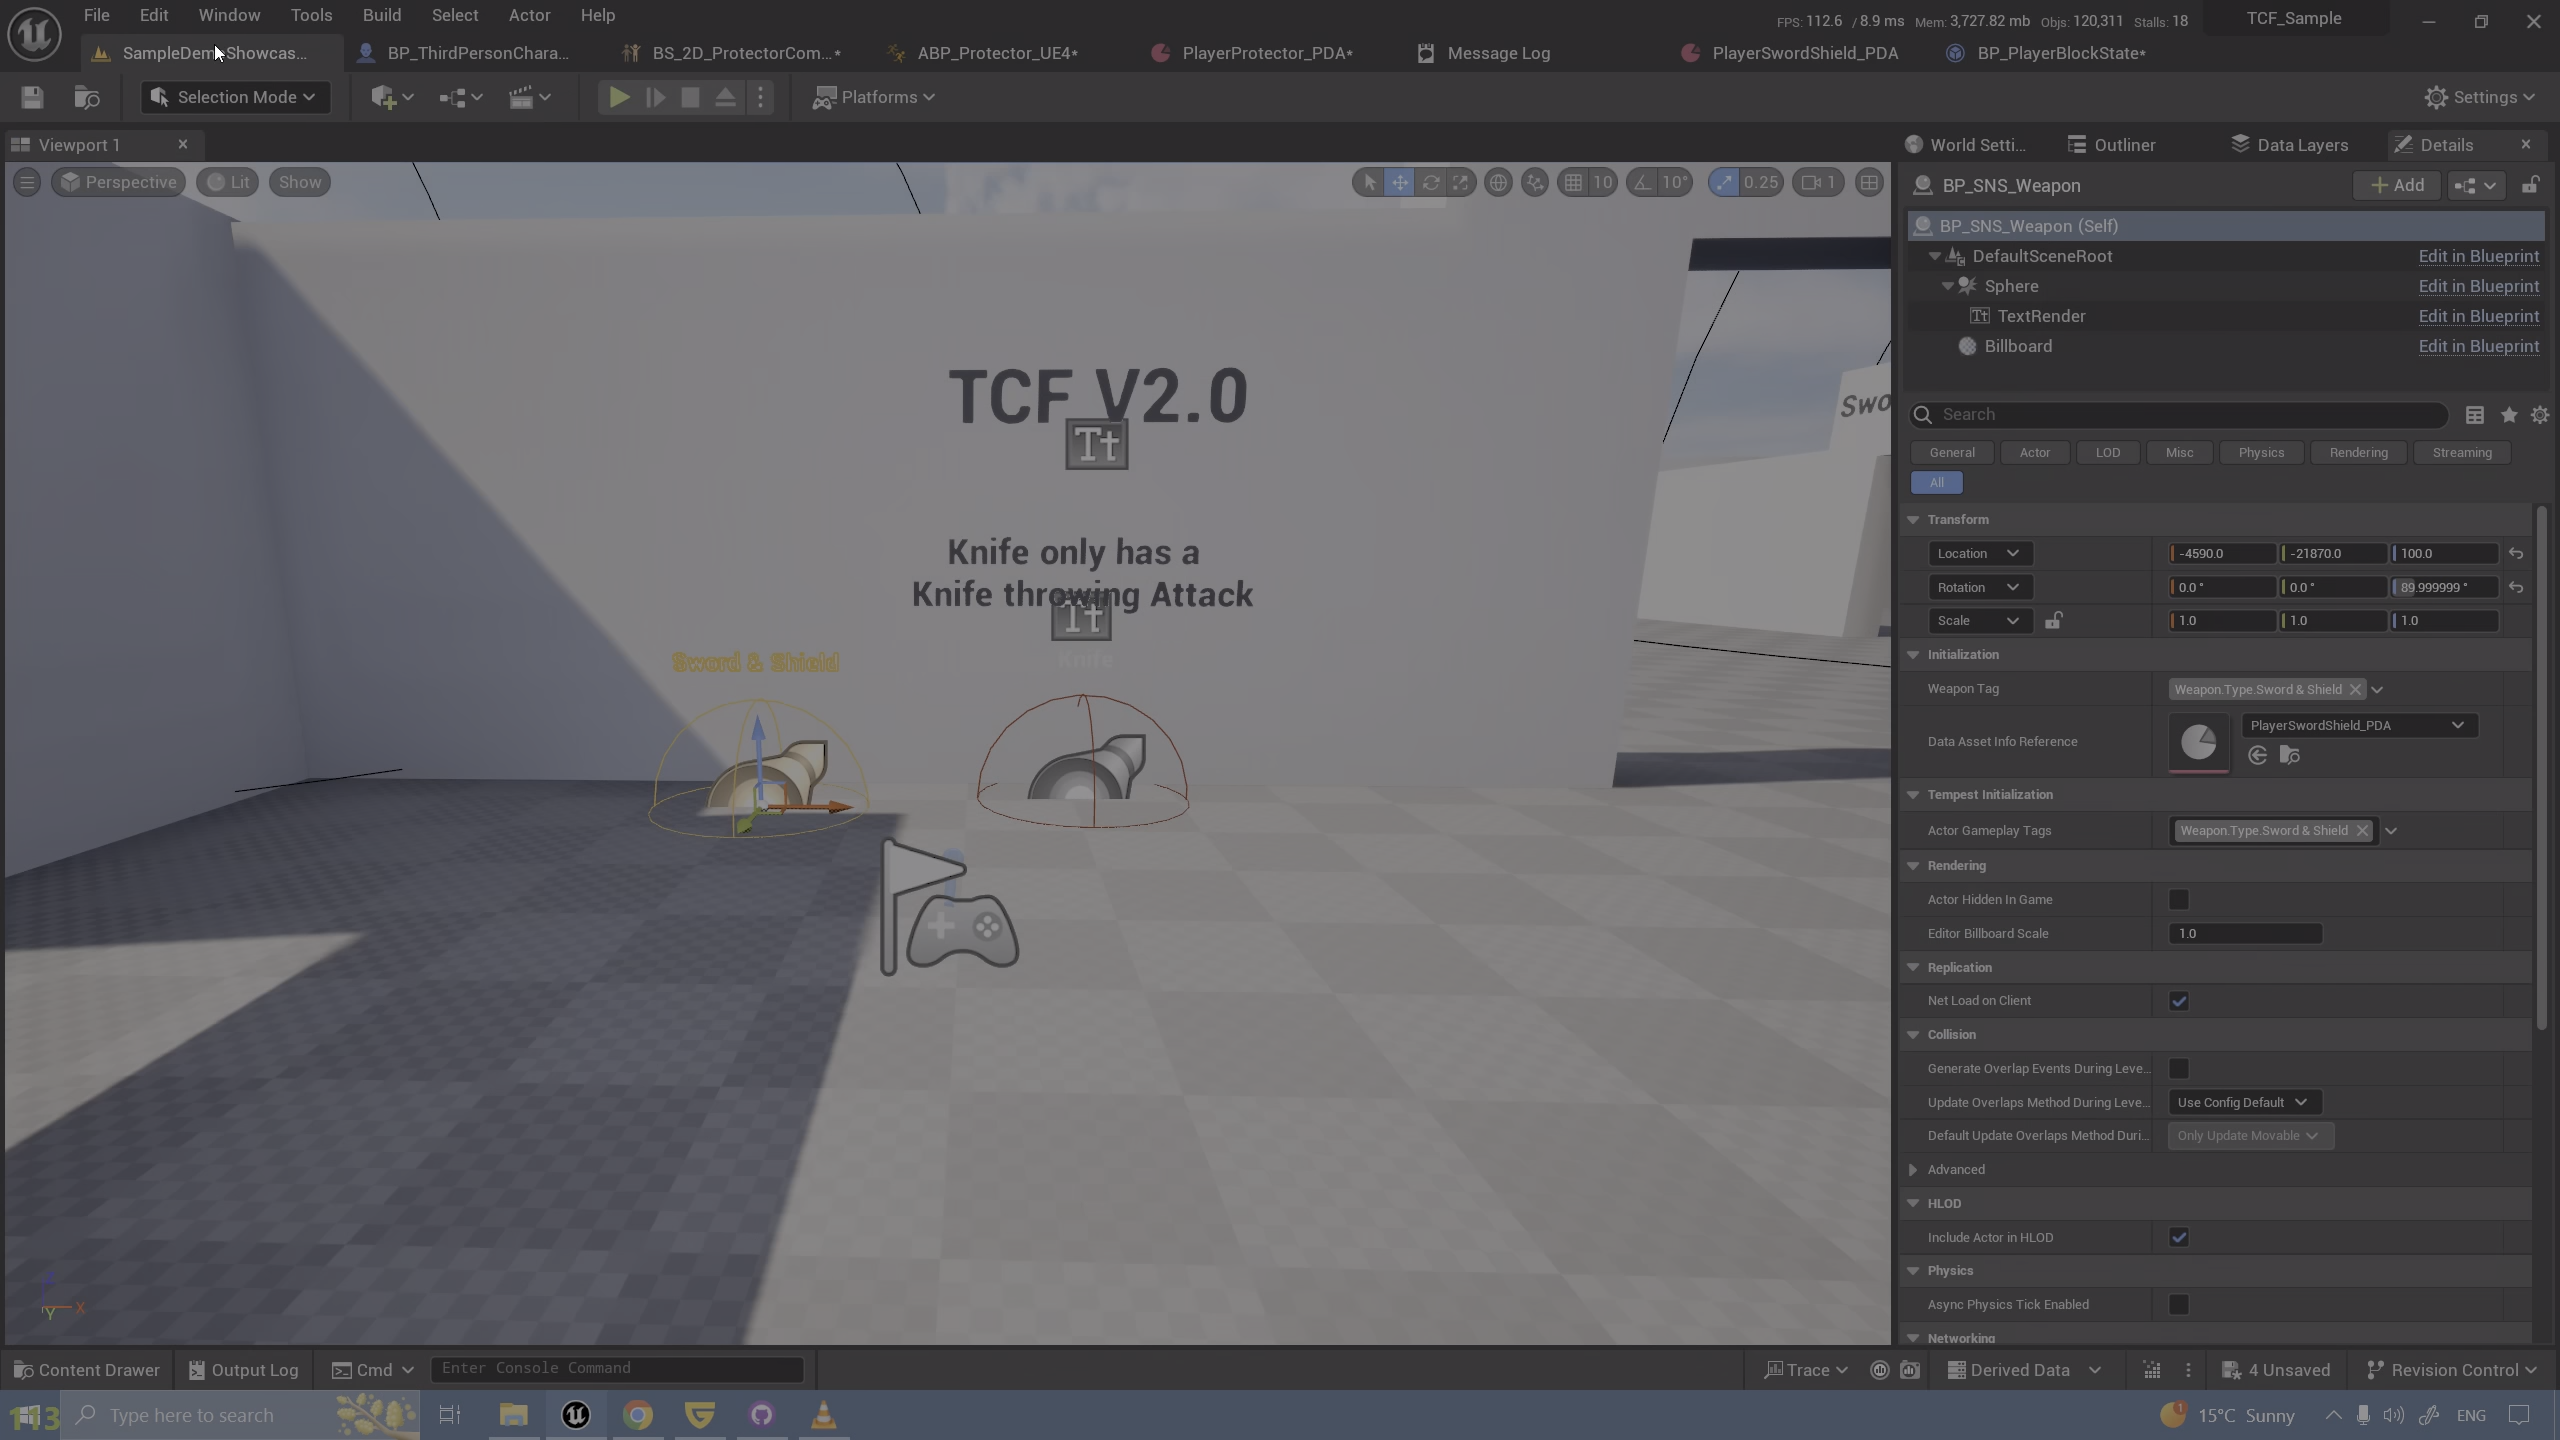 File Edit Window Tools Build Select Actor Help
FPS: 112.6 / 8.9 ms Mem: 3,727.82 mb Objs: 120,311 Stalls: 18 TCF_Sample
SampleDem Showcas... BP_ThirdPersonChara... BS_2D_ProtectorCom...* ABP_Protector_UE4* PlayerProtector_PDA* Message Log PlayerSwordShield_PDA BP_PlayerBlockState*
Selection Mode Platforms Settings
Viewport 1 World Setti... Outliner Data Layers Details
Perspective Lit Show 10 10° 0.25 1
BP_SNS_Weapon + Add
BP_SNS_Weapon (Self)
DefaultSceneRoot Edit in Blueprint
Sphere Edit in Blueprint
Tt TextRender Edit in Blueprint
Billboard Edit in Blueprint
TCF V2.0
Tt
Swo
Search
General Actor LOD Misc Physics Rendering Streaming
All
Knife only has a
Knife throwing Attack
Tt
Sword & Shield
Knife
Transform
Location -4590.0 -21870.0 100.0
Rotation 0.0 ° 0.0 ° 89.999999 °
Scale 1.0 1.0 1.0
Initialization
Weapon Tag Weapon.Type.Sword & Shield
Data Asset Info Reference PlayerSwordShield_PDA
Tempest Initialization
Actor Gameplay Tags Weapon.Type.Sword & Shield
Rendering
Actor Hidden In Game
Editor Billboard Scale 1.0
Replication
Net Load on Client
Collision
Generate Overlap Events During Leve...
Update Overlaps Method During Leve... Use Config Default
Default Update Overlaps Method Duri... Only Update Movable
Advanced
HLOD
Include Actor in HLOD
Physics
Async Physics Tick Enabled
Networking
Z
Y X
Content Drawer Output Log Cmd Enter Console Command Trace Derived Data 4 Unsaved Revision Control
113 Type here to search 1 15°C Sunny ENG